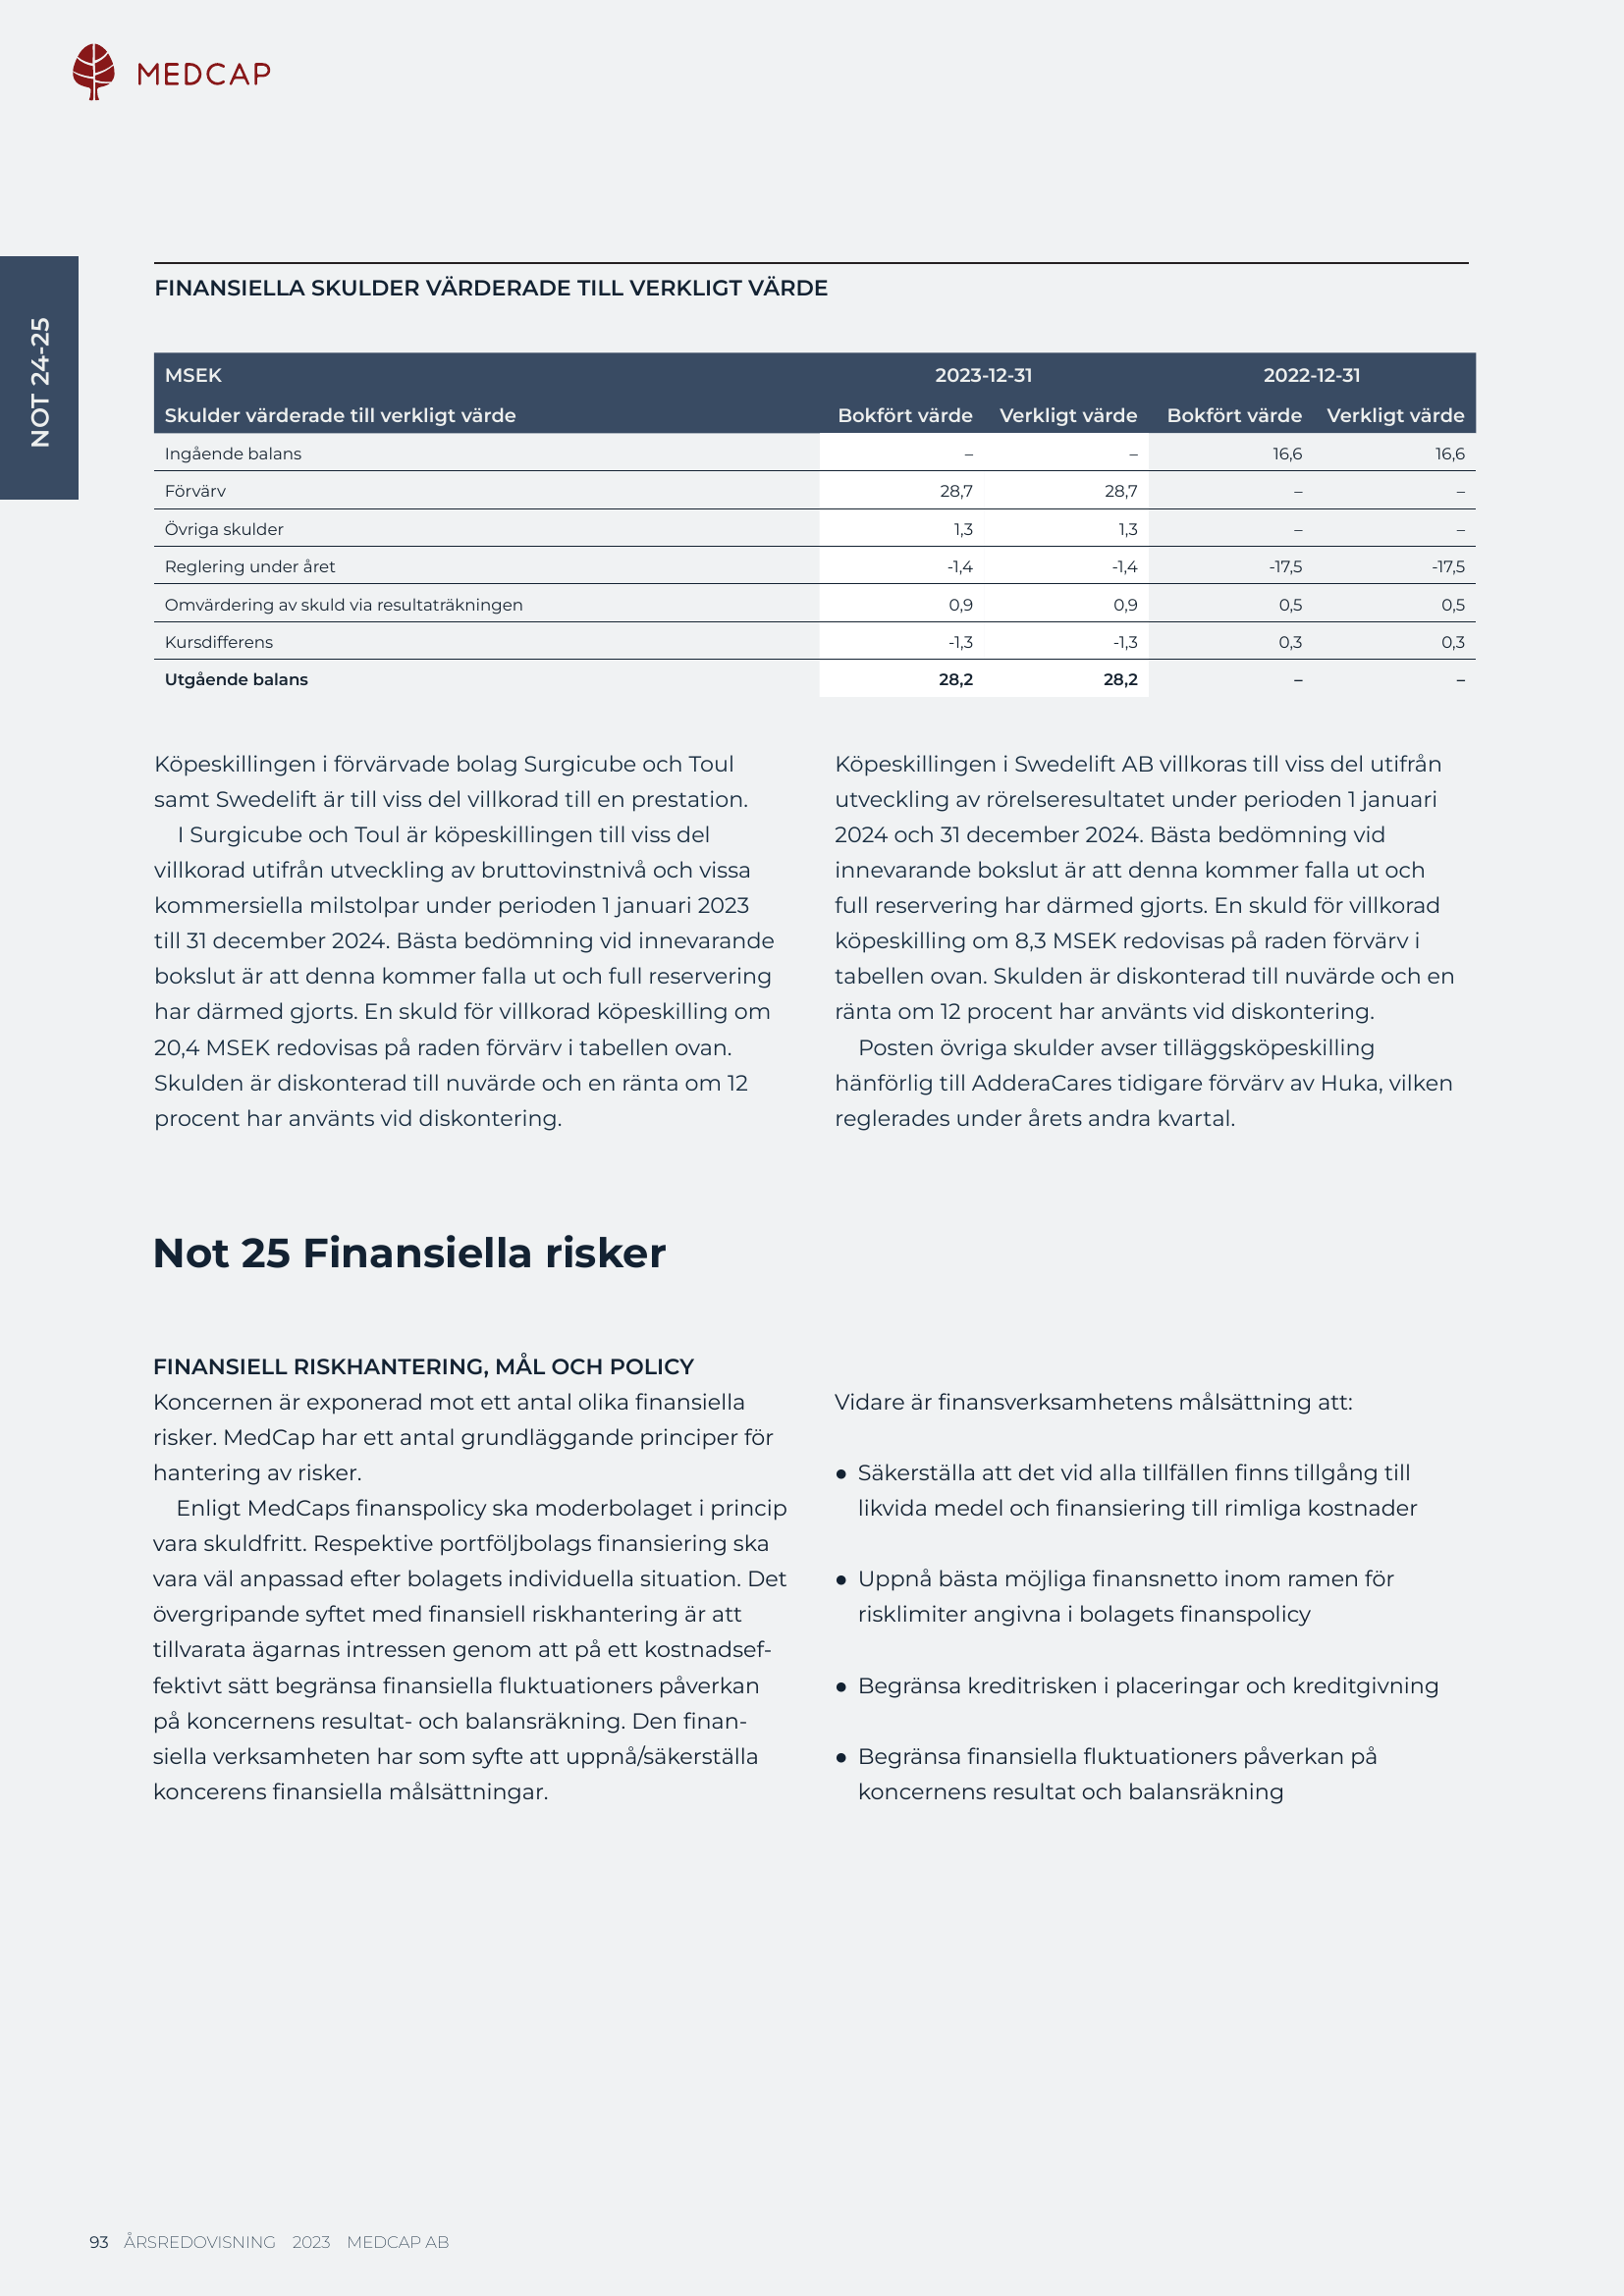 MEDCAP
NOT 24-25
FINANSIELLA SKULDER VÄRDERADE TILL VERKLIGT VÄRDE
MSEK 2023-12-31 2022-12-31
Skulder värderade till verkligt värde Bokfört värde Verkligt värde Bokfört värde Verkligt värde
Ingående balans – – 16,6 16,6
Förvärv 28,7 28,7 – –
Övriga skulder 1,3 1,3 – –
Reglering under året -1,4 -1,4 -17,5 -17,5
Omvärdering av skuld via resultaträkningen 0,9 0,9 0,5 0,5
Kursdifferens -1,3 -1,3 0,3 0,3
Utgående balans 28,2 28,2 – –
Köpeskillingen i förvärvade bolag Surgicube och Toul
samt Swedelift är till viss del villkorad till en prestation.
I Surgicube och Toul är köpeskillingen till viss del
villkorad utifrån utveckling av bruttovinstnivå och vissa
kommersiella milstolpar under perioden 1 januari 2023
till 31 december 2024. Bästa bedömning vid innevarande
bokslut är att denna kommer falla ut och full reservering
har därmed gjorts. En skuld för villkorad köpeskilling om
20,4 MSEK redovisas på raden förvärv i tabellen ovan.
Skulden är diskonterad till nuvärde och en ränta om 12
procent har använts vid diskontering.
Köpeskillingen i Swedelift AB villkoras till viss del utifrån
utveckling av rörelseresultatet under perioden 1 januari
2024 och 31 december 2024. Bästa bedömning vid
innevarande bokslut är att denna kommer falla ut och
full reservering har därmed gjorts. En skuld för villkorad
köpeskilling om 8,3 MSEK redovisas på raden förvärv i
tabellen ovan. Skulden är diskonterad till nuvärde och en
ränta om 12 procent har använts vid diskontering.
Posten övriga skulder avser tilläggsköpeskilling
hänförlig till AdderaCares tidigare förvärv av Huka, vilken
reglerades under årets andra kvartal.
Not 25 Finansiella risker
FINANSIELL RISKHANTERING, MÅL OCH POLICY
Koncernen är exponerad mot ett antal olika finansiella
risker. MedCap har ett antal grundläggande principer för
hantering av risker.
Enligt MedCaps finanspolicy ska moderbolaget i princip
vara skuldfritt. Respektive portföljbolags finansiering ska
vara väl anpassad efter bolagets individuella situation. Det
övergripande syftet med finansiell riskhantering är att
tillvarata ägarnas intressen genom att på ett kostnadsef-
fektivt sätt begränsa finansiella fluktuationers påverkan
på koncernens resultat- och balansräkning. Den finan-
siella verksamheten har som syfte att uppnå/säkerställa
koncerens finansiella målsättningar.
Vidare är finansverksamhetens målsättning att:
● Säkerställa att det vid alla tillfällen finns tillgång till
likvida medel och finansiering till rimliga kostnader
● Uppnå bästa möjliga finansnetto inom ramen för
risklimiter angivna i bolagets finanspolicy
● Begränsa kreditrisken i placeringar och kreditgivning
● Begränsa finansiella fluktuationers påverkan på
koncernens resultat och balansräkning
93 ÅRSREDOVISNING 2023 MEDCAP AB